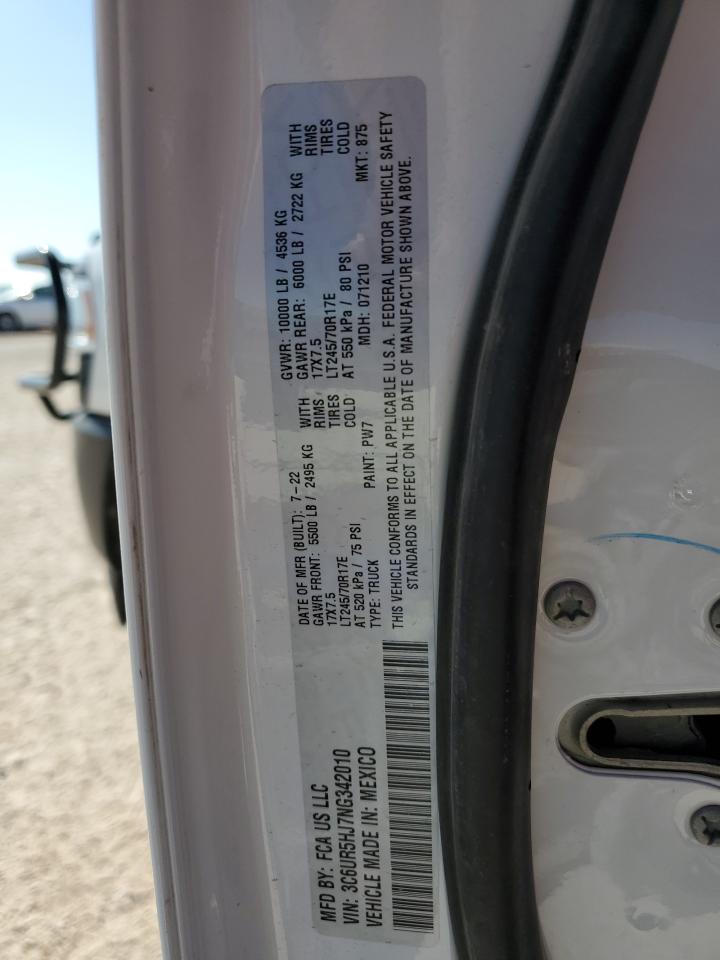 MFD BY: FCA US LLC
VIN: 3C6UR5HJ7NG342010
VEHICLE MADE IN: MEXICO
DATE OF MFR (BUILT): 7-22
GAWR FRONT: 5500 LB / 2495 KG WITH
17X7.5 RIMS
LT245/70R17E TIRES
AT 520 kPa / 75 PSI COLD
TYPE: TRUCK PAINT: PW7
GVWR: 10000 LB / 4536 KG
GAWR REAR: 6000 LB / 2722 KG WITH
17X7.5 RIMS
LT245/70R17E TIRES
AT 550 kPa / 80 PSI COLD
MDH: 071210 MKT: 875
THIS VEHICLE CONFORMS TO ALL APPLICABLE U.S.A. FEDERAL MOTOR VEHICLE SAFETY
STANDARDS IN EFFECT ON THE DATE OF MANUFACTURE SHOWN ABOVE.